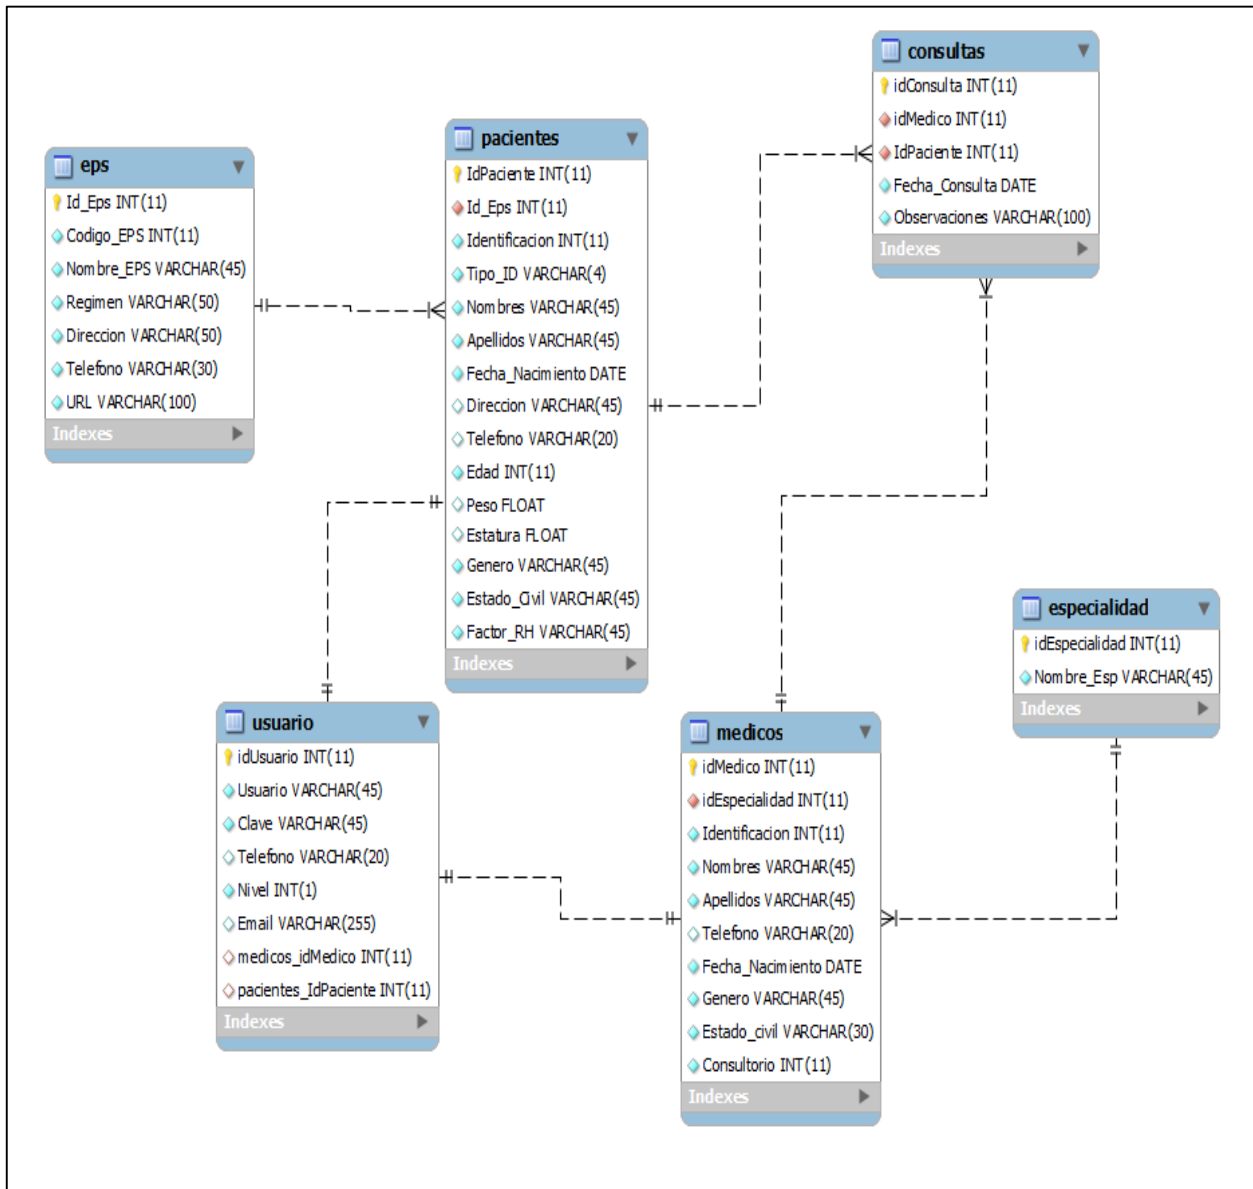 eps
Id_Eps INT(11)
Codigo_EPS INT(11)
Nombre_EPS VARCHAR(45)
Regimen VARCHAR(50)
Direccion VARCHAR(50)
Telefono VARCHAR(30)
URL VARCHAR(100)
Indexes
pacientes
IdPaciente INT(11)
Id_Eps INT(11)
Identificacion INT(11)
Tipo_ID VARCHAR(4)
Nombres VARCHAR(45)
Apellidos VARCHAR(45)
Fecha_Nacimiento DATE
Direccion VARCHAR(45)
Telefono VARCHAR(20)
Edad INT(11)
Peso FLOAT
Estatura FLOAT
Genero VARCHAR(45)
Estado_Civil VARCHAR(45)
Factor_RH VARCHAR(45)
Indexes
consultas
idConsulta INT(11)
idMedico INT(11)
IdPaciente INT(11)
Fecha_Consulta DATE
Observaciones VARCHAR(100)
Indexes
especialidad
idEspecialidad INT(11)
Nombre_Esp VARCHAR(45)
Indexes
usuario
idUsuario INT(11)
Usuario VARCHAR(45)
Clave VARCHAR(45)
Telefono VARCHAR(20)
Nivel INT(1)
Email VARCHAR(255)
medicos_idMedico INT(11)
pacientes_IdPaciente INT(11)
Indexes
medicos
idMedico INT(11)
idEspecialidad INT(11)
Identificacion INT(11)
Nombres VARCHAR(45)
Apellidos VARCHAR(45)
Telefono VARCHAR(20)
Fecha_Nacimiento DATE
Genero VARCHAR(45)
Estado_civil VARCHAR(30)
Consultorio INT(11)
Indexes